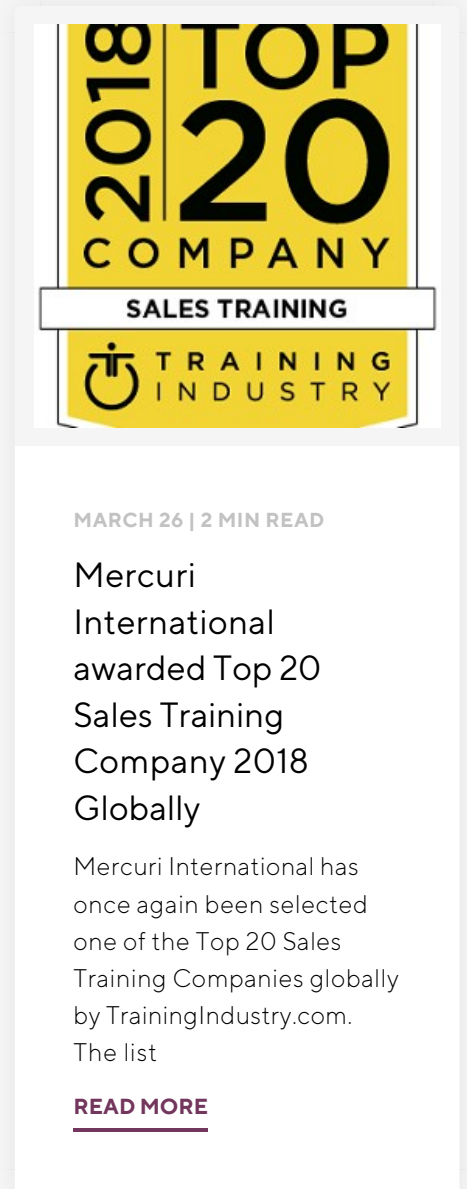 2018
TOP
20
COMPANY
SALES TRAINING
TRAINING
INDUSTRY
MARCH 26 | 2 MIN READ
Mercuri
International
awarded Top 20
Sales Training
Company 2018
Globally
Mercuri International has
once again been selected
one of the Top 20 Sales
Training Companies globally
by TrainingIndustry.com.
The list
READ MORE